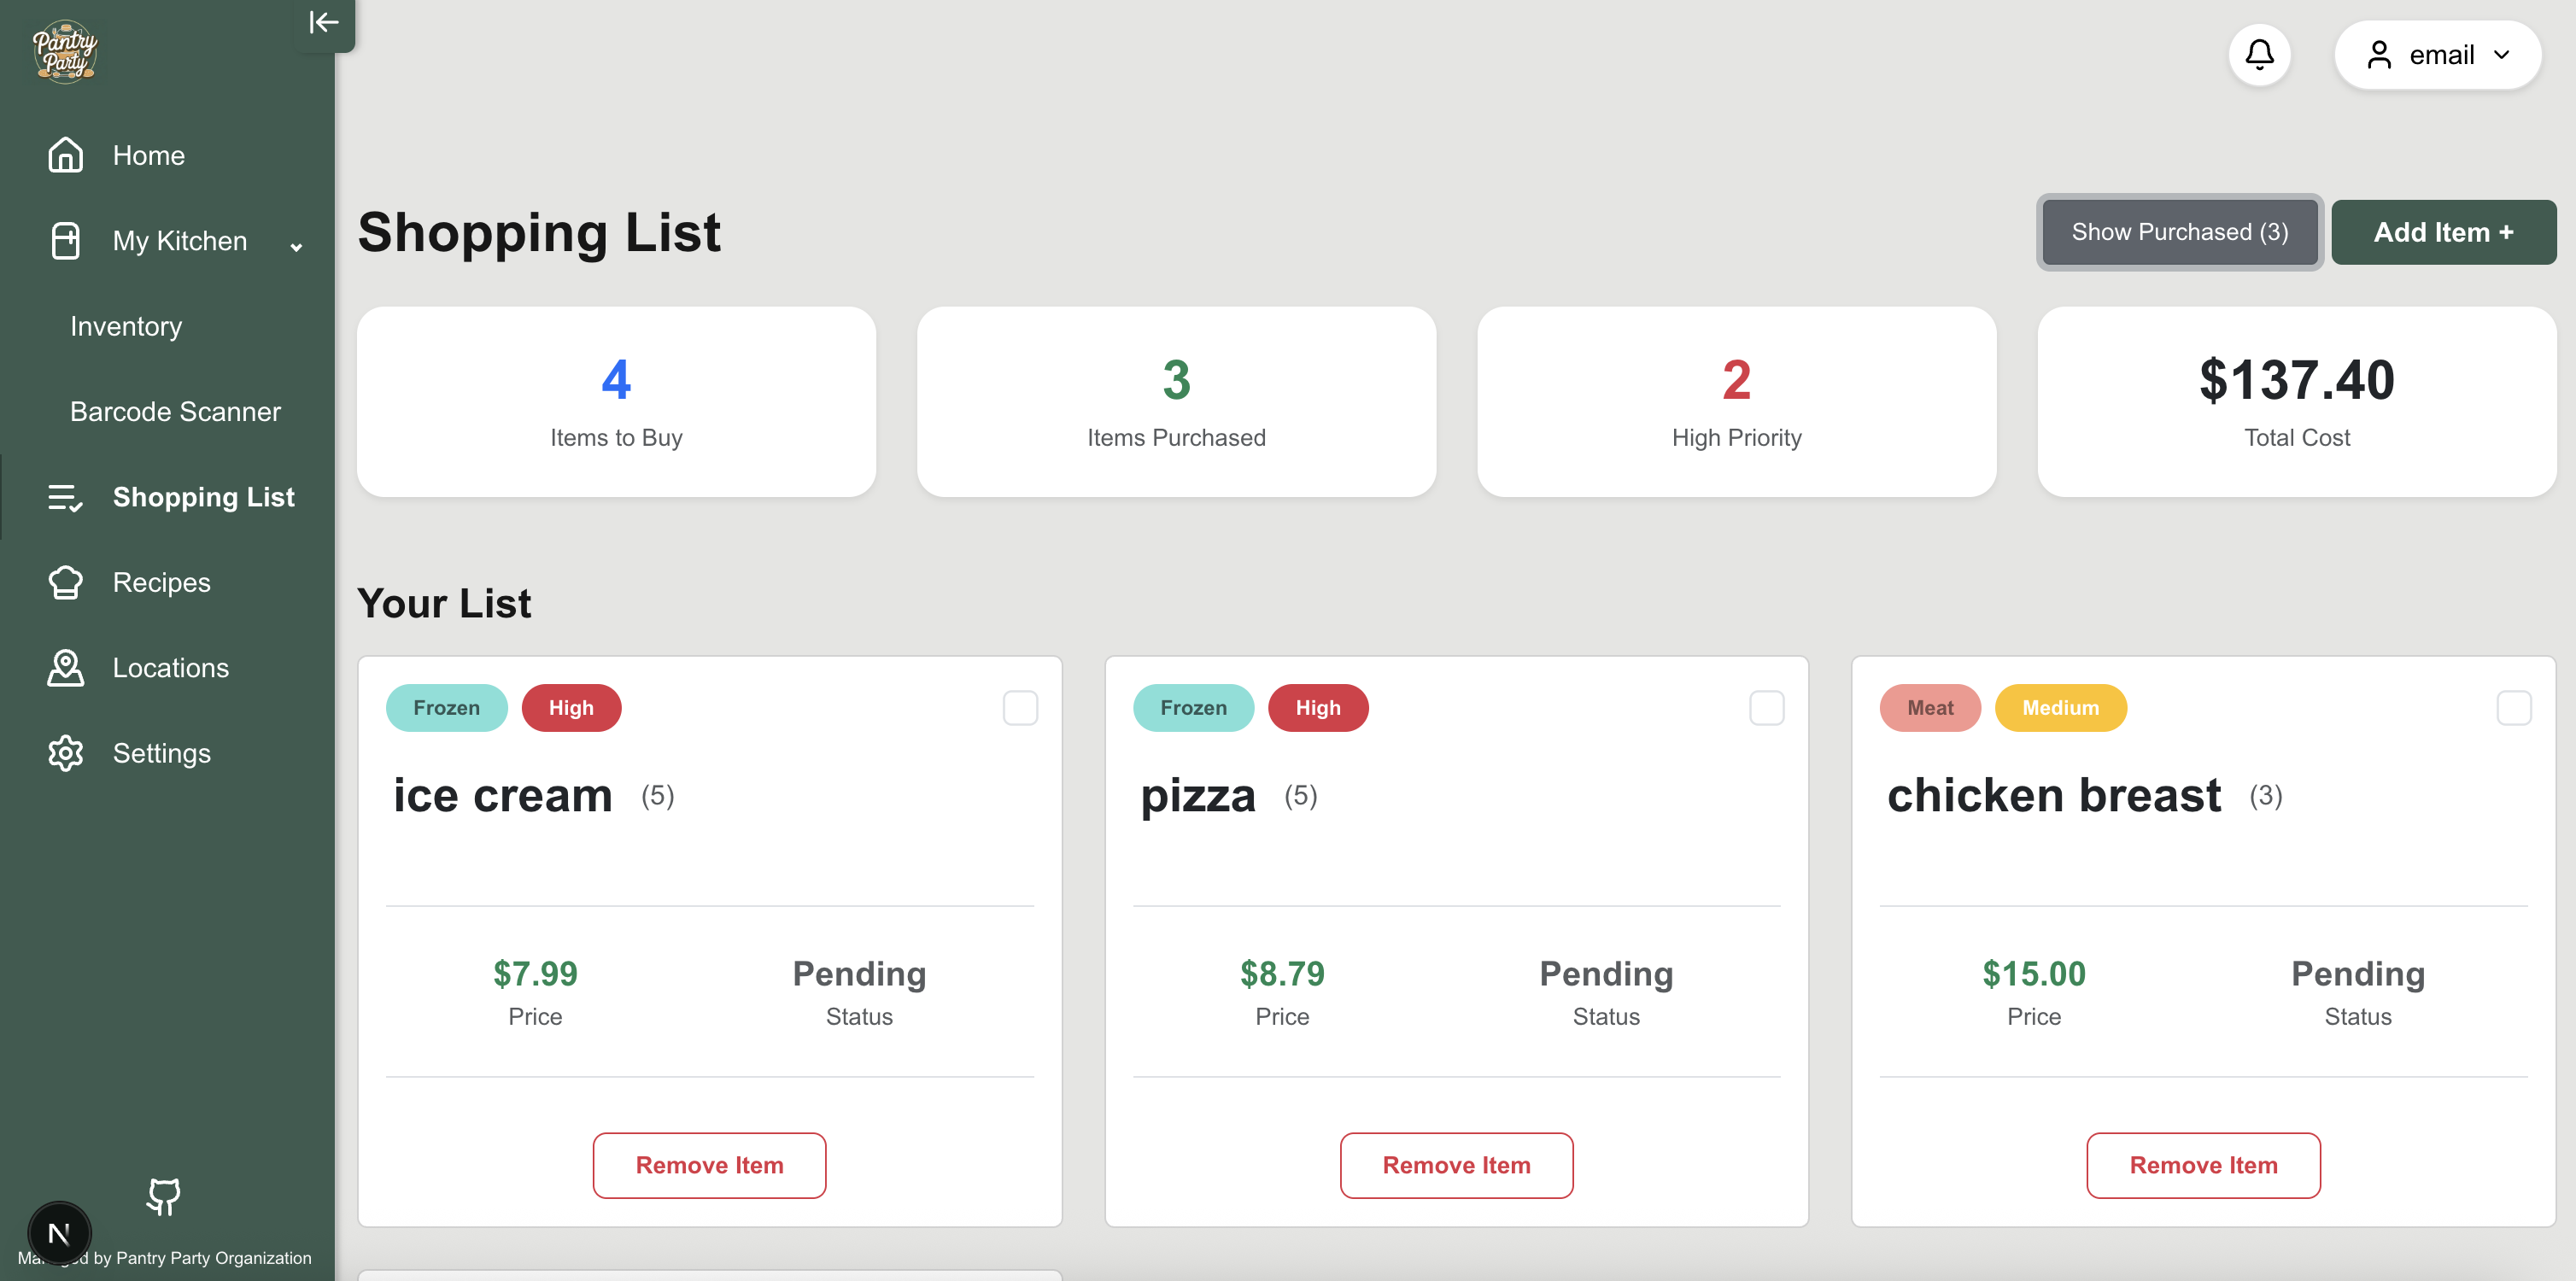 Pantry
Party
email
Home
My Kitchen
Inventory
Barcode Scanner
Shopping List
Recipes
Locations
Settings
N
by Pantry Party Organization
Shopping List
Show Purchased (3)
Add Item +
4
Items to Buy
3
Items Purchased
2
High Priority
$137.40
Total Cost
Your List
Frozen High
ice cream (5)
$7.99 Pending
Price Status
Remove Item
Frozen High
pizza (5)
$8.79 Pending
Price Status
Remove Item
Meat Medium
chicken breast (3)
$15.00 Pending
Price Status
Remove Item